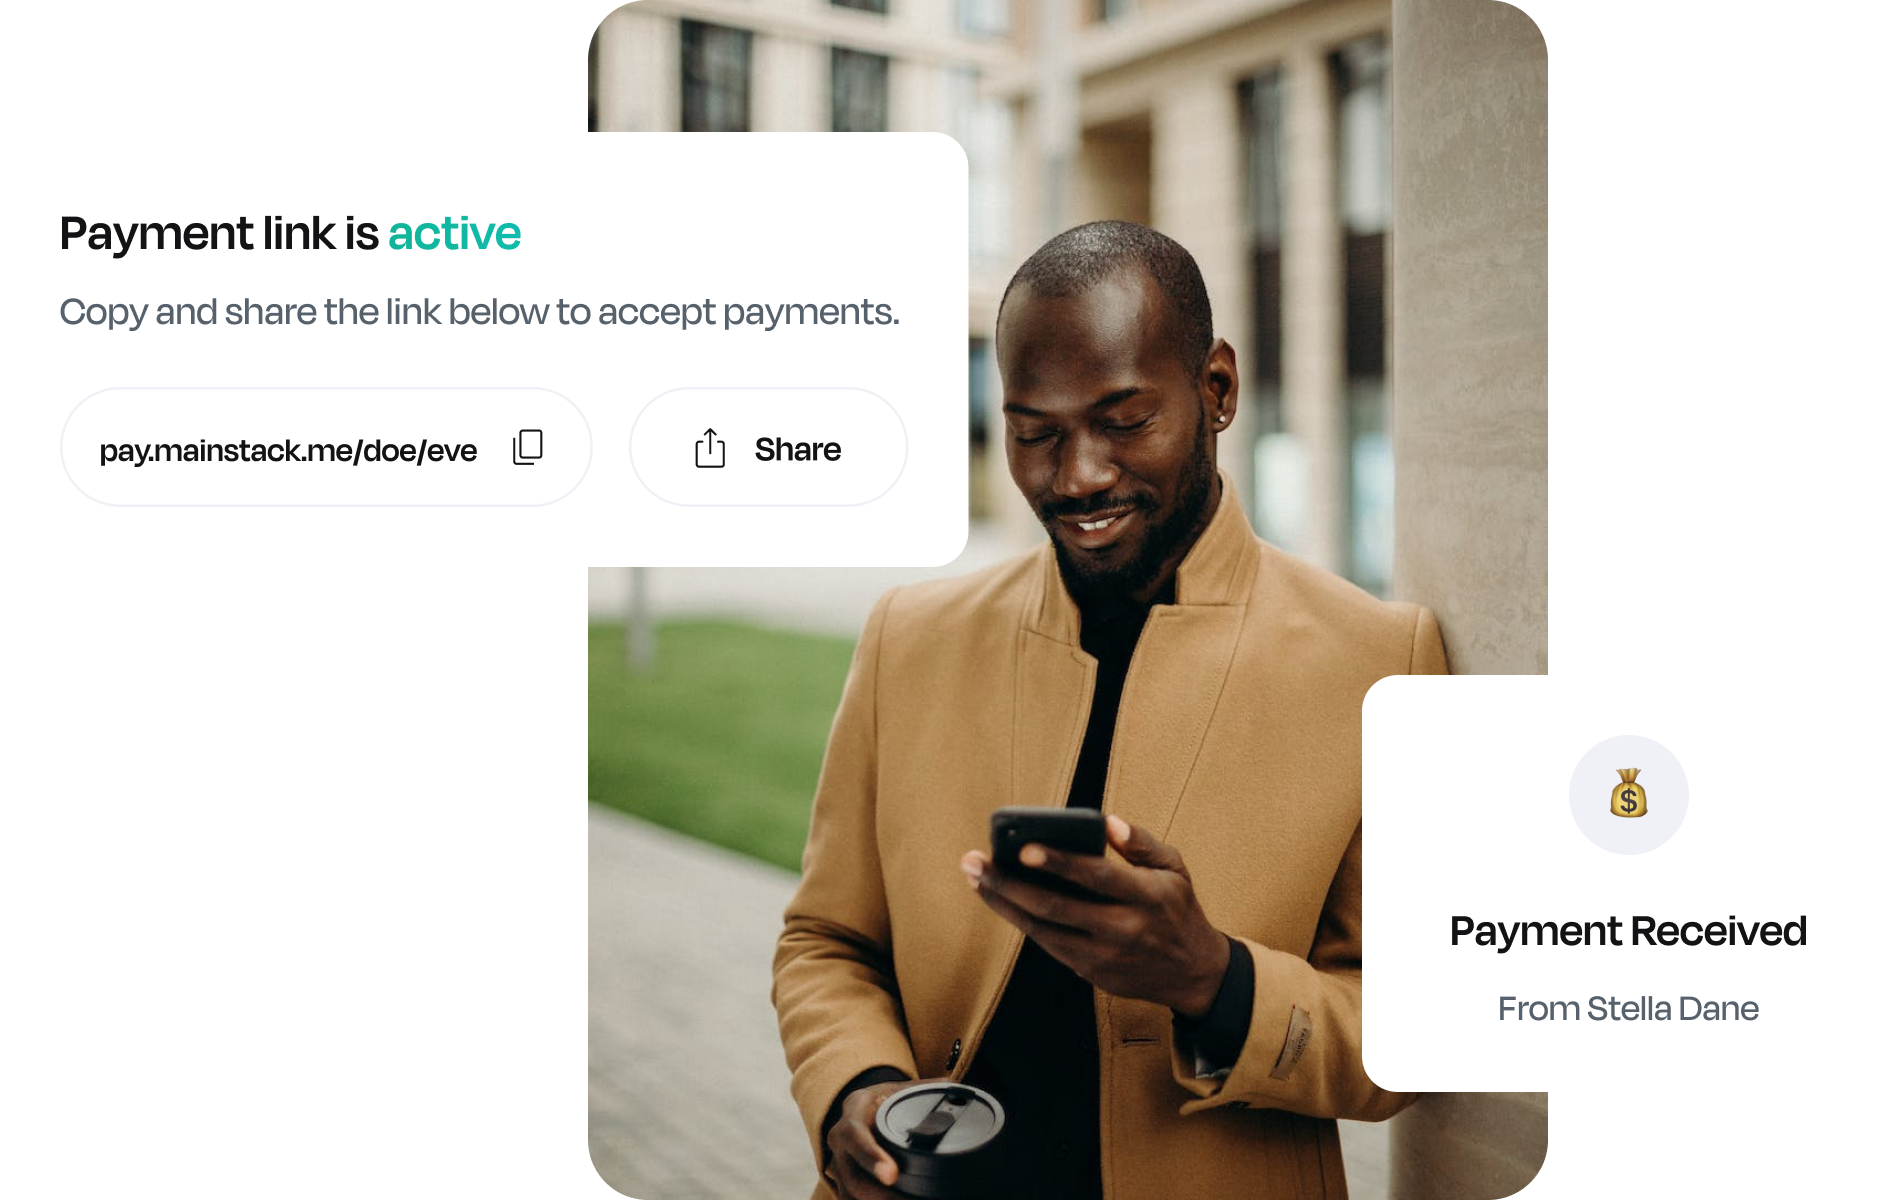 Payment link is active
Copy and share the link below to accept payments.
pay.mainstack.me/doe/eve
Share
$
Payment Received
From Stella Dane